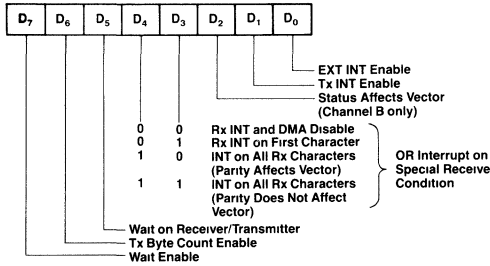 D7 D6 D5 D4 D3 D2 D1 D0
EXT INT Enable
Tx INT Enable
Status Affects Vector
(Channel B only)
0 0 Rx INT and DMA Disable
0 1 Rx INT on First Character
1 0 INT on All Rx Characters
(Parity Affects Vector)
1 1 INT on All Rx Characters
(Parity Does Not Affect
Vector)
OR Interrupt on
Special Receive
Condition
Wait on Receiver/Transmitter
Tx Byte Count Enable
Wait Enable